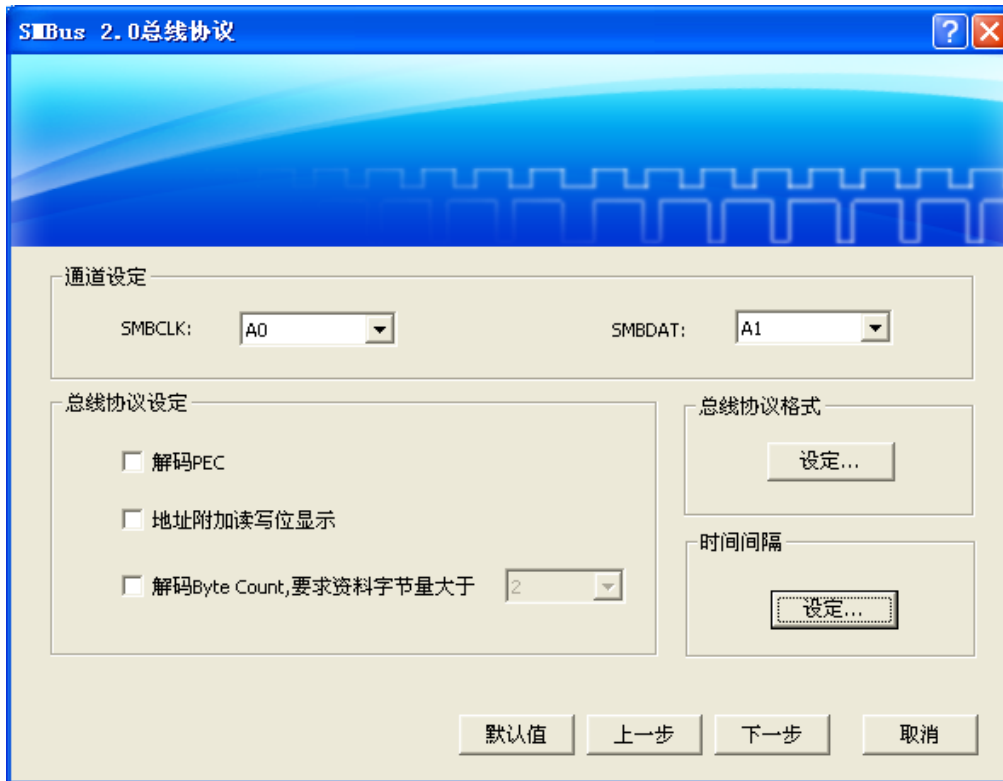 SMBus 2.0总线协议
通道设定
SMBCLK: A0 SMBDAT: A1
总线协议设定
解码PEC
地址附加读写位显示
解码Byte Count,要求资料字节量大于 2
总线协议格式
设定...
时间间隔
设定...
默认值 上一步 下一步 取消